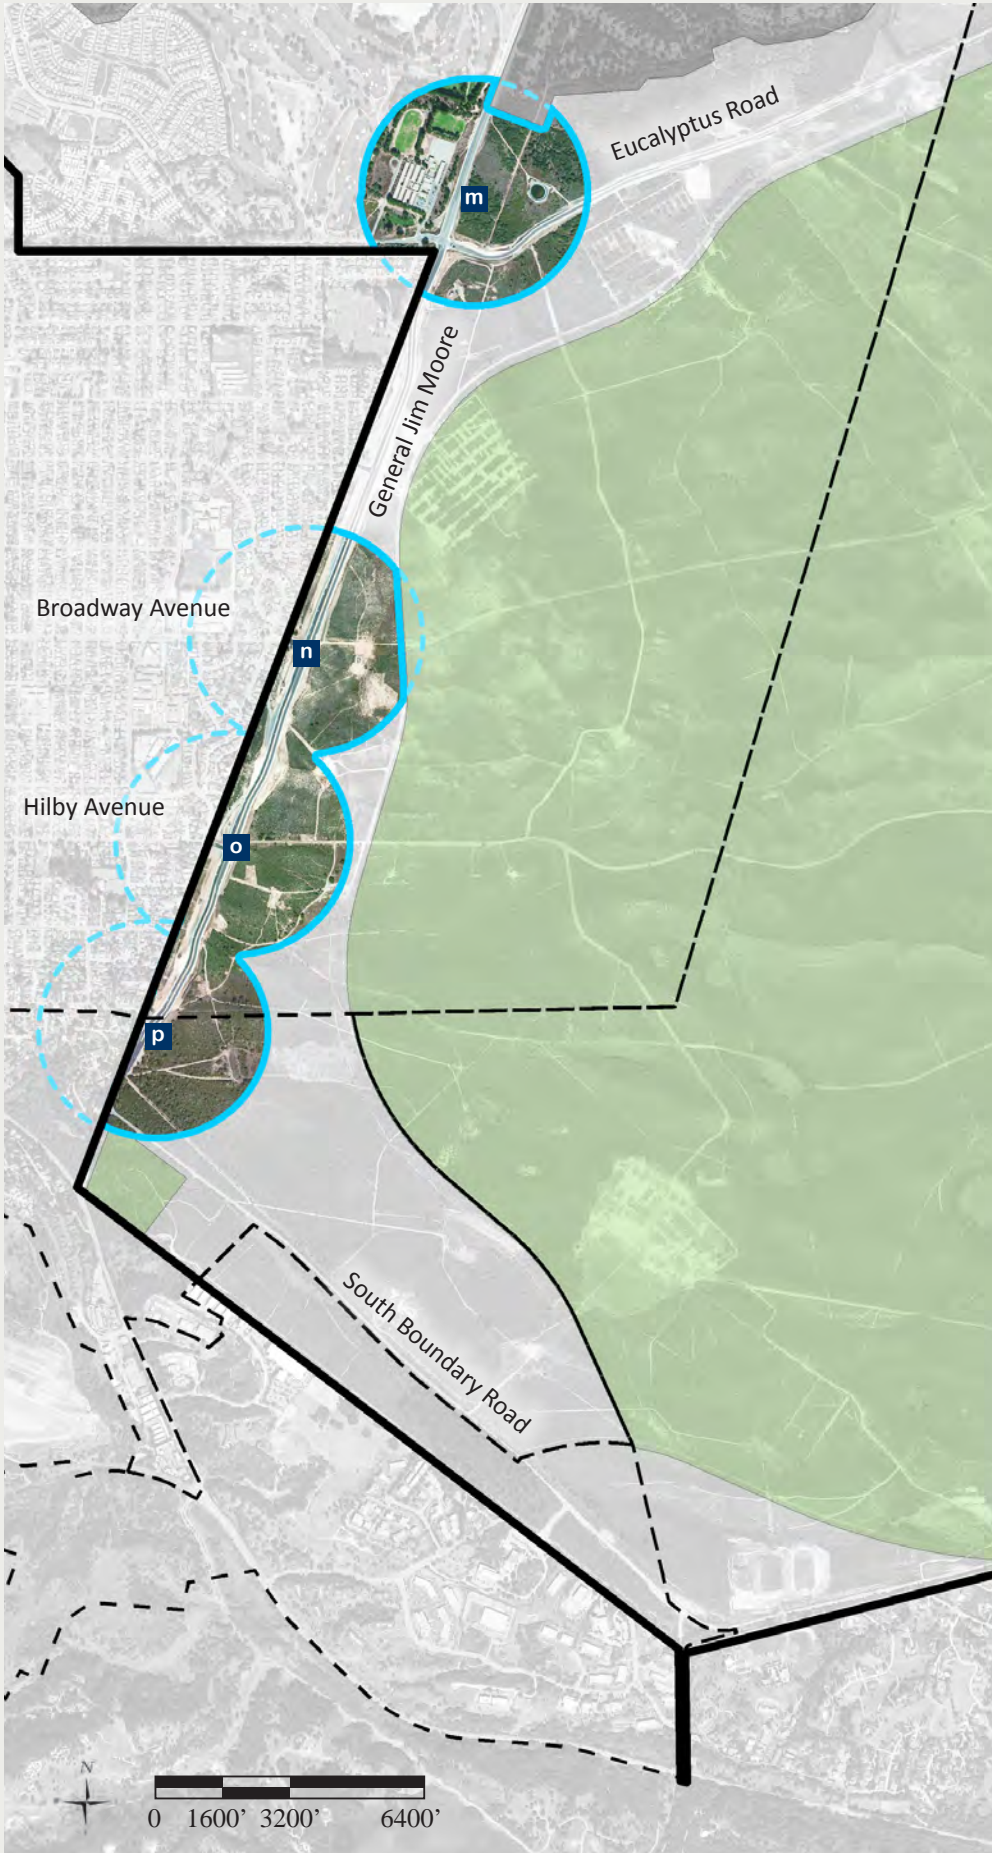 Eucalyptus Road
m
General Jim Moore
Broadway Avenue
n
Hilby Avenue
o
p
South Boundary Road
N
0 1600’ 3200’ 6400’